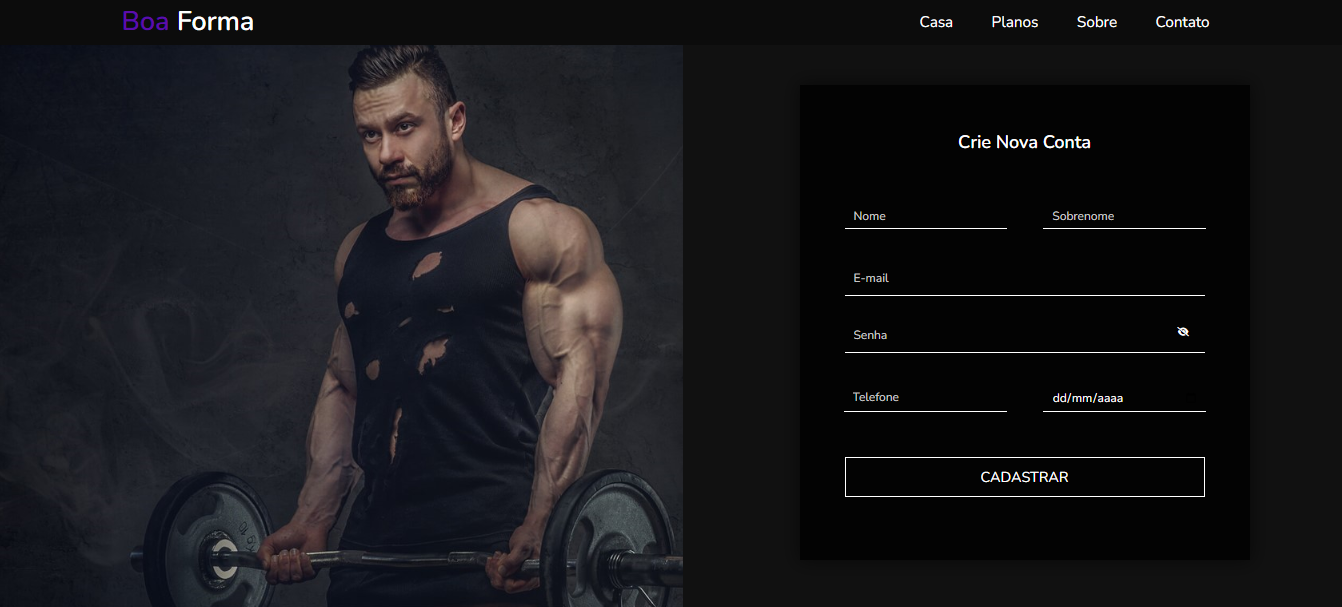 Boa Forma
Casa Planos Sobre Contato
Crie Nova Conta
Nome Sobrenome
E-mail
Senha
Telefone dd/mm/aaaa
CADASTRAR